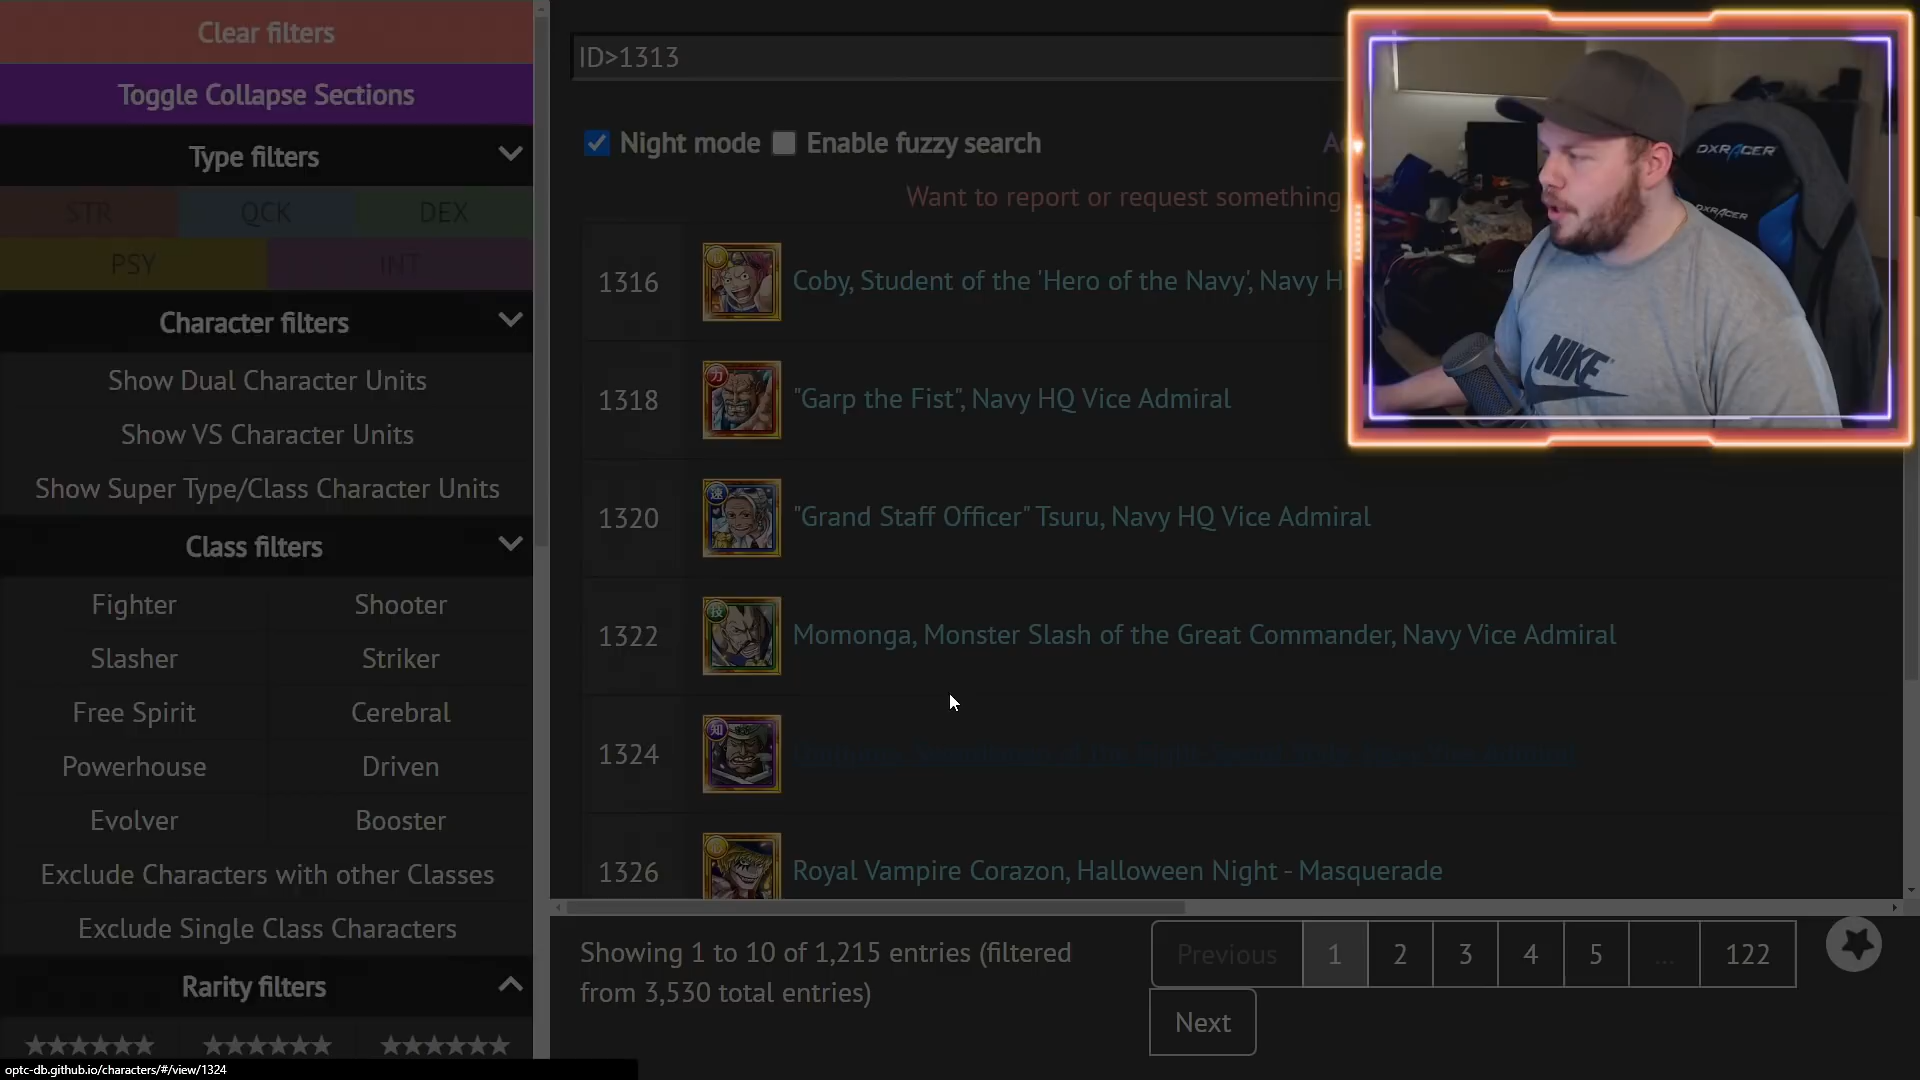 Clear filters
Toggle Collapse Sections
Type filters
STR QCK DEX
PSY INT
Character filters
Show Dual Character Units
Show VS Character Units
Show Super Type/Class Character Units
Class filters
Fighter Shooter
Slasher Striker
Free Spirit Cerebral
Powerhouse Driven
Evolver Booster
Exclude Characters with other Classes
Exclude Single Class Characters
Rarity filters
optc-db.github.io/characters/#/view/1324
ID>1313
Night mode Enable fuzzy search
Want to report or request something
1316 Coby, Student of the 'Hero of the Navy', Navy H
1318 力 "Garp the Fist", Navy HQ Vice Admiral
1320 速 "Grand Staff Officer" Tsuru, Navy HQ Vice Admiral
1322 技 Momonga, Monster Slash of the Great Commander, Navy Vice Admiral
1324 知
1326 Royal Vampire Corazon, Halloween Night - Masquerade
Showing 1 to 10 of 1,215 entries (filtered
from 3,530 total entries)
Previous 1 2 3 4 5 ... 122
Next
DXRACER
DXRACER
NIKE